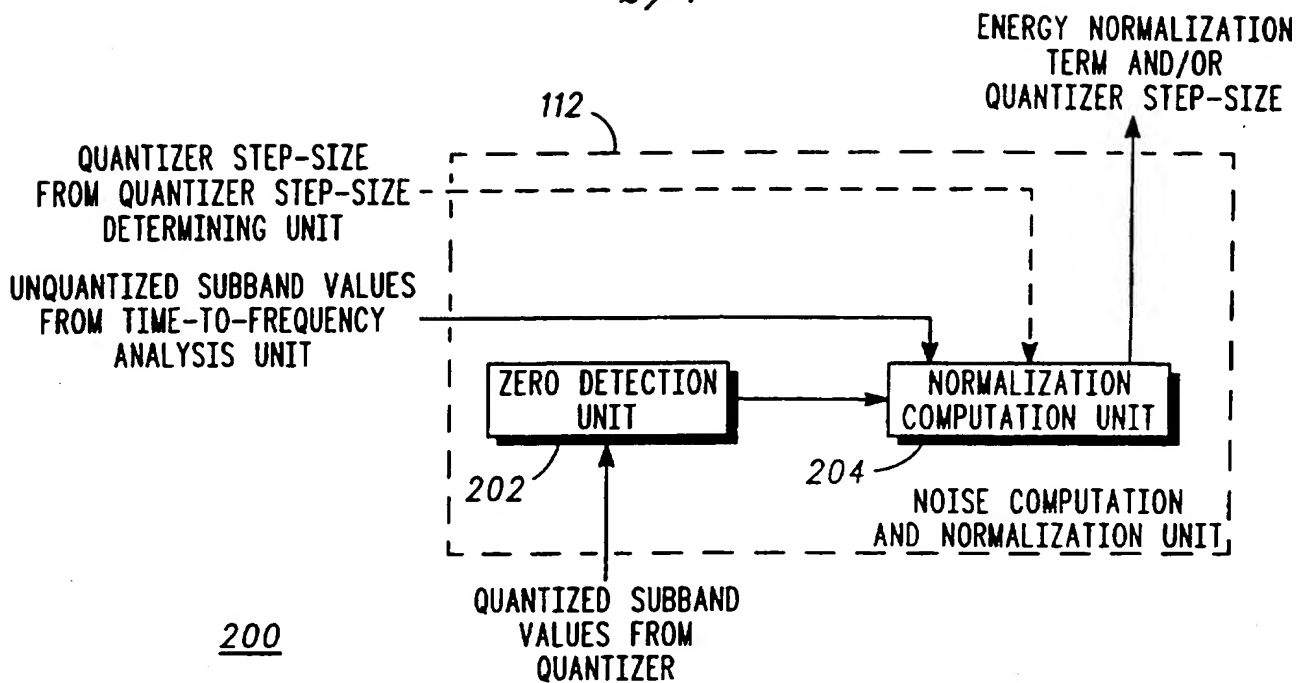 ENERGY NORMALIZATION
TERM AND/OR
QUANTIZER STEP-SIZE
112
QUANTIZER STEP-SIZE
FROM QUANTIZER STEP-SIZE
DETERMINING UNIT
UNQUANTIZED SUBBAND VALUES
FROM TIME-TO-FREQUENCY
ANALYSIS UNIT
ZERO DETECTION
UNIT
NORMALIZATION
COMPUTATION UNIT
202
204
NOISE COMPUTATION
AND NORMALIZATION UNIT
QUANTIZED SUBBAND
VALUES FROM
QUANTIZER
200